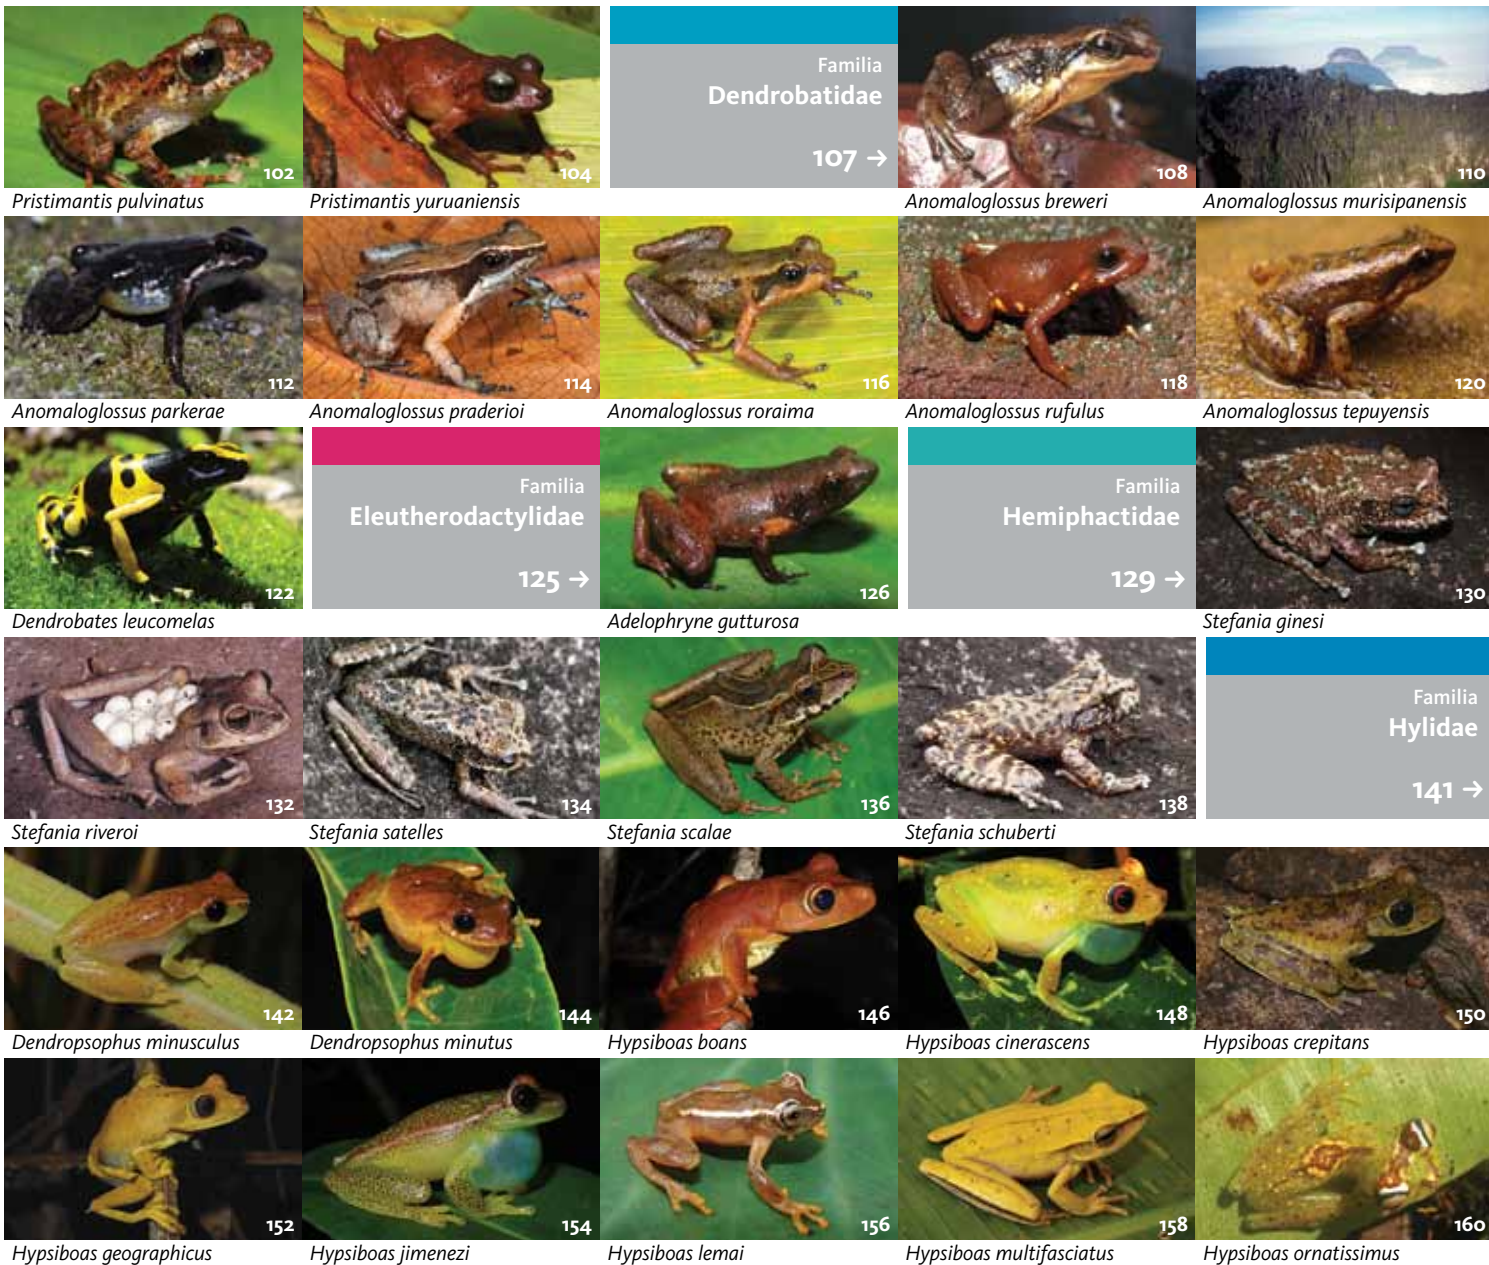 102
Pristimantis pulvinatus
104
Pristimantis yuruaniensis
Familia
Dendrobatidae
107 →
108
Anomaloglossus breweri
110
Anomaloglossus murisipanensis
112
Anomaloglossus parkerae
114
Anomaloglossus praderioi
116
Anomaloglossus roraima
118
Anomaloglossus rufulus
120
Anomaloglossus tepuyensis
122
Dendrobates leucomelas
Familia
Eleutherodactylidae
125 →
126
Adelophryne gutturosa
Familia
Hemiphactidae
129 →
130
Stefania ginesi
132
Stefania riveroi
134
Stefania satelles
136
Stefania scalae
138
Stefania schuberti
Familia
Hylidae
141 →
142
Dendropsophus minusculus
144
Dendropsophus minutus
146
Hypsiboas boans
148
Hypsiboas cinerascens
150
Hypsiboas crepitans
152
Hypsiboas geographicus
154
Hypsiboas jimenezi
156
Hypsiboas lemai
158
Hypsiboas multifasciatus
160
Hypsiboas ornatissimus